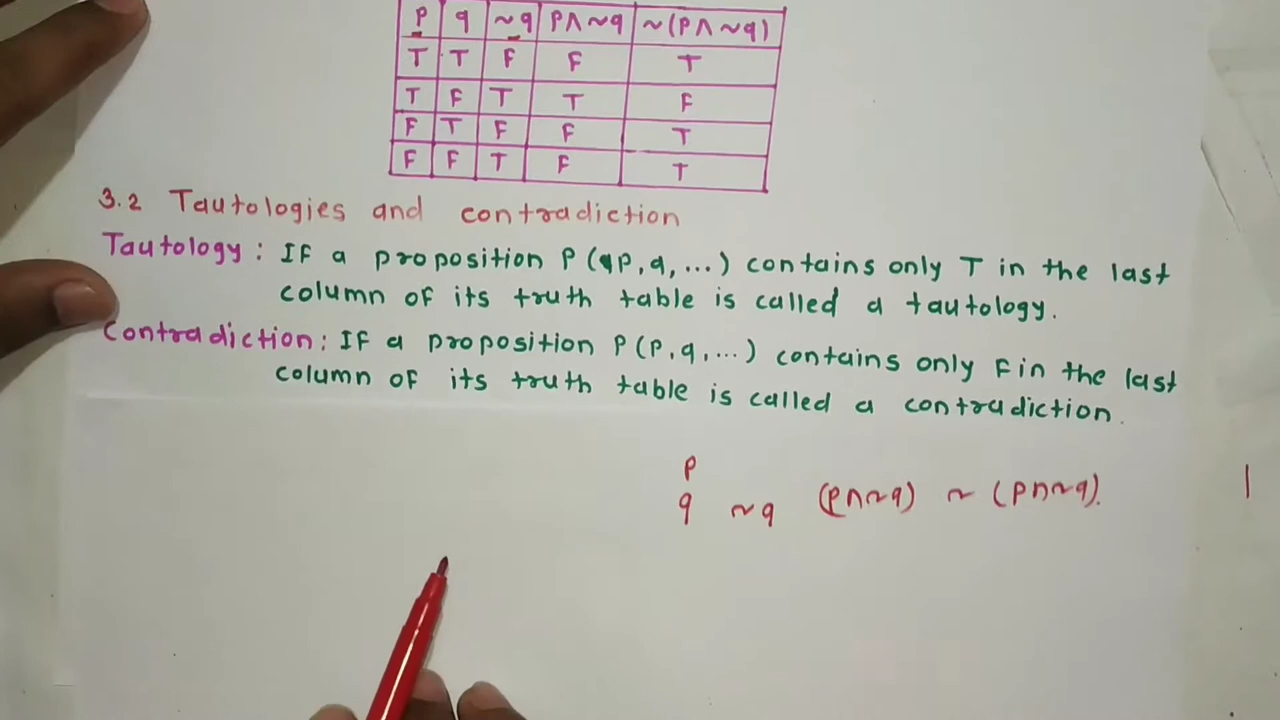 p q ~q p∧~q ~(p∧~q)
T T F F T
T F T T F
F T F F T
F F T F T
3.2 Tautologies and contradiction
Tautology : If a proposition P (qp, q, ...) contains only T in the last
column of its truth table is called a tautology.
Contradiction : If a proposition P (p, q, ...) contains only F in the last
column of its truth table is called a contradiction.
p
q ~q (p∧~q) ~ (p∧~q).